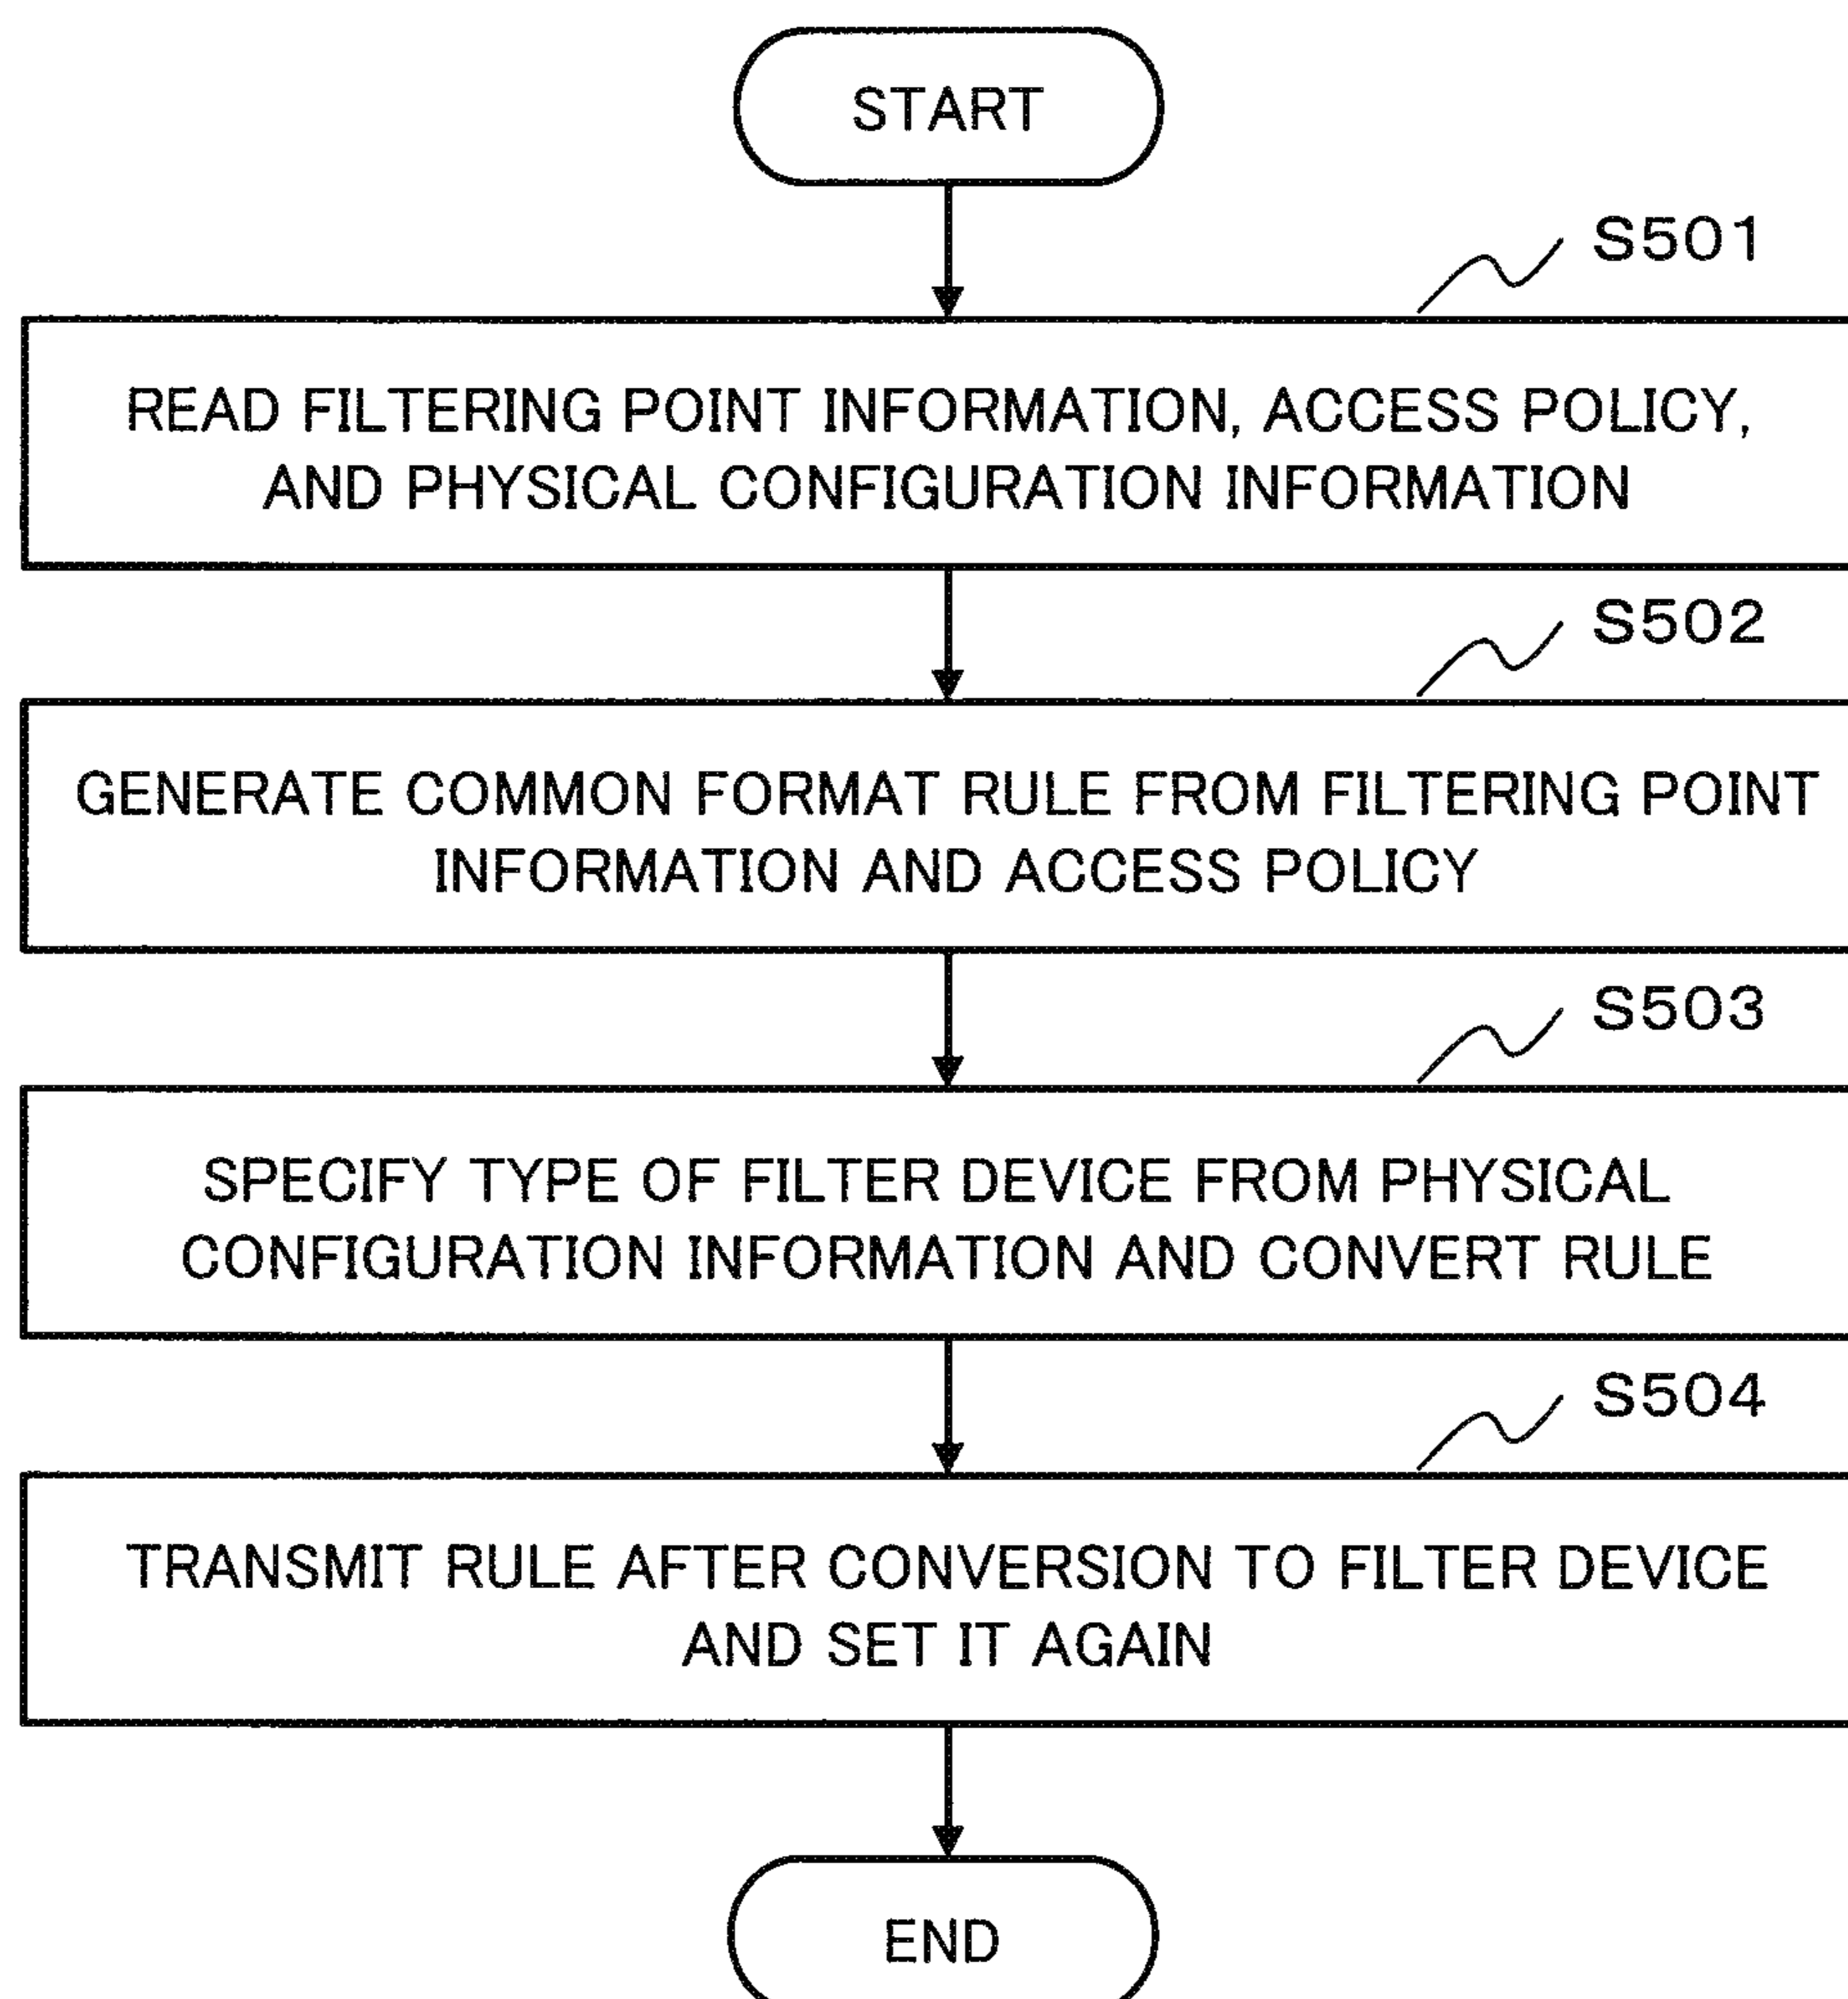 START
S501
READ FILTERING POINT INFORMATION, ACCESS POLICY,
AND PHYSICAL CONFIGURATION INFORMATION
S502
GENERATE COMMON FORMAT RULE FROM FILTERING POINT
INFORMATION AND ACCESS POLICY
S503
SPECIFY TYPE OF FILTER DEVICE FROM PHYSICAL
CONFIGURATION INFORMATION AND CONVERT RULE
S504
TRANSMIT RULE AFTER CONVERSION TO FILTER DEVICE
AND SET IT AGAIN
END